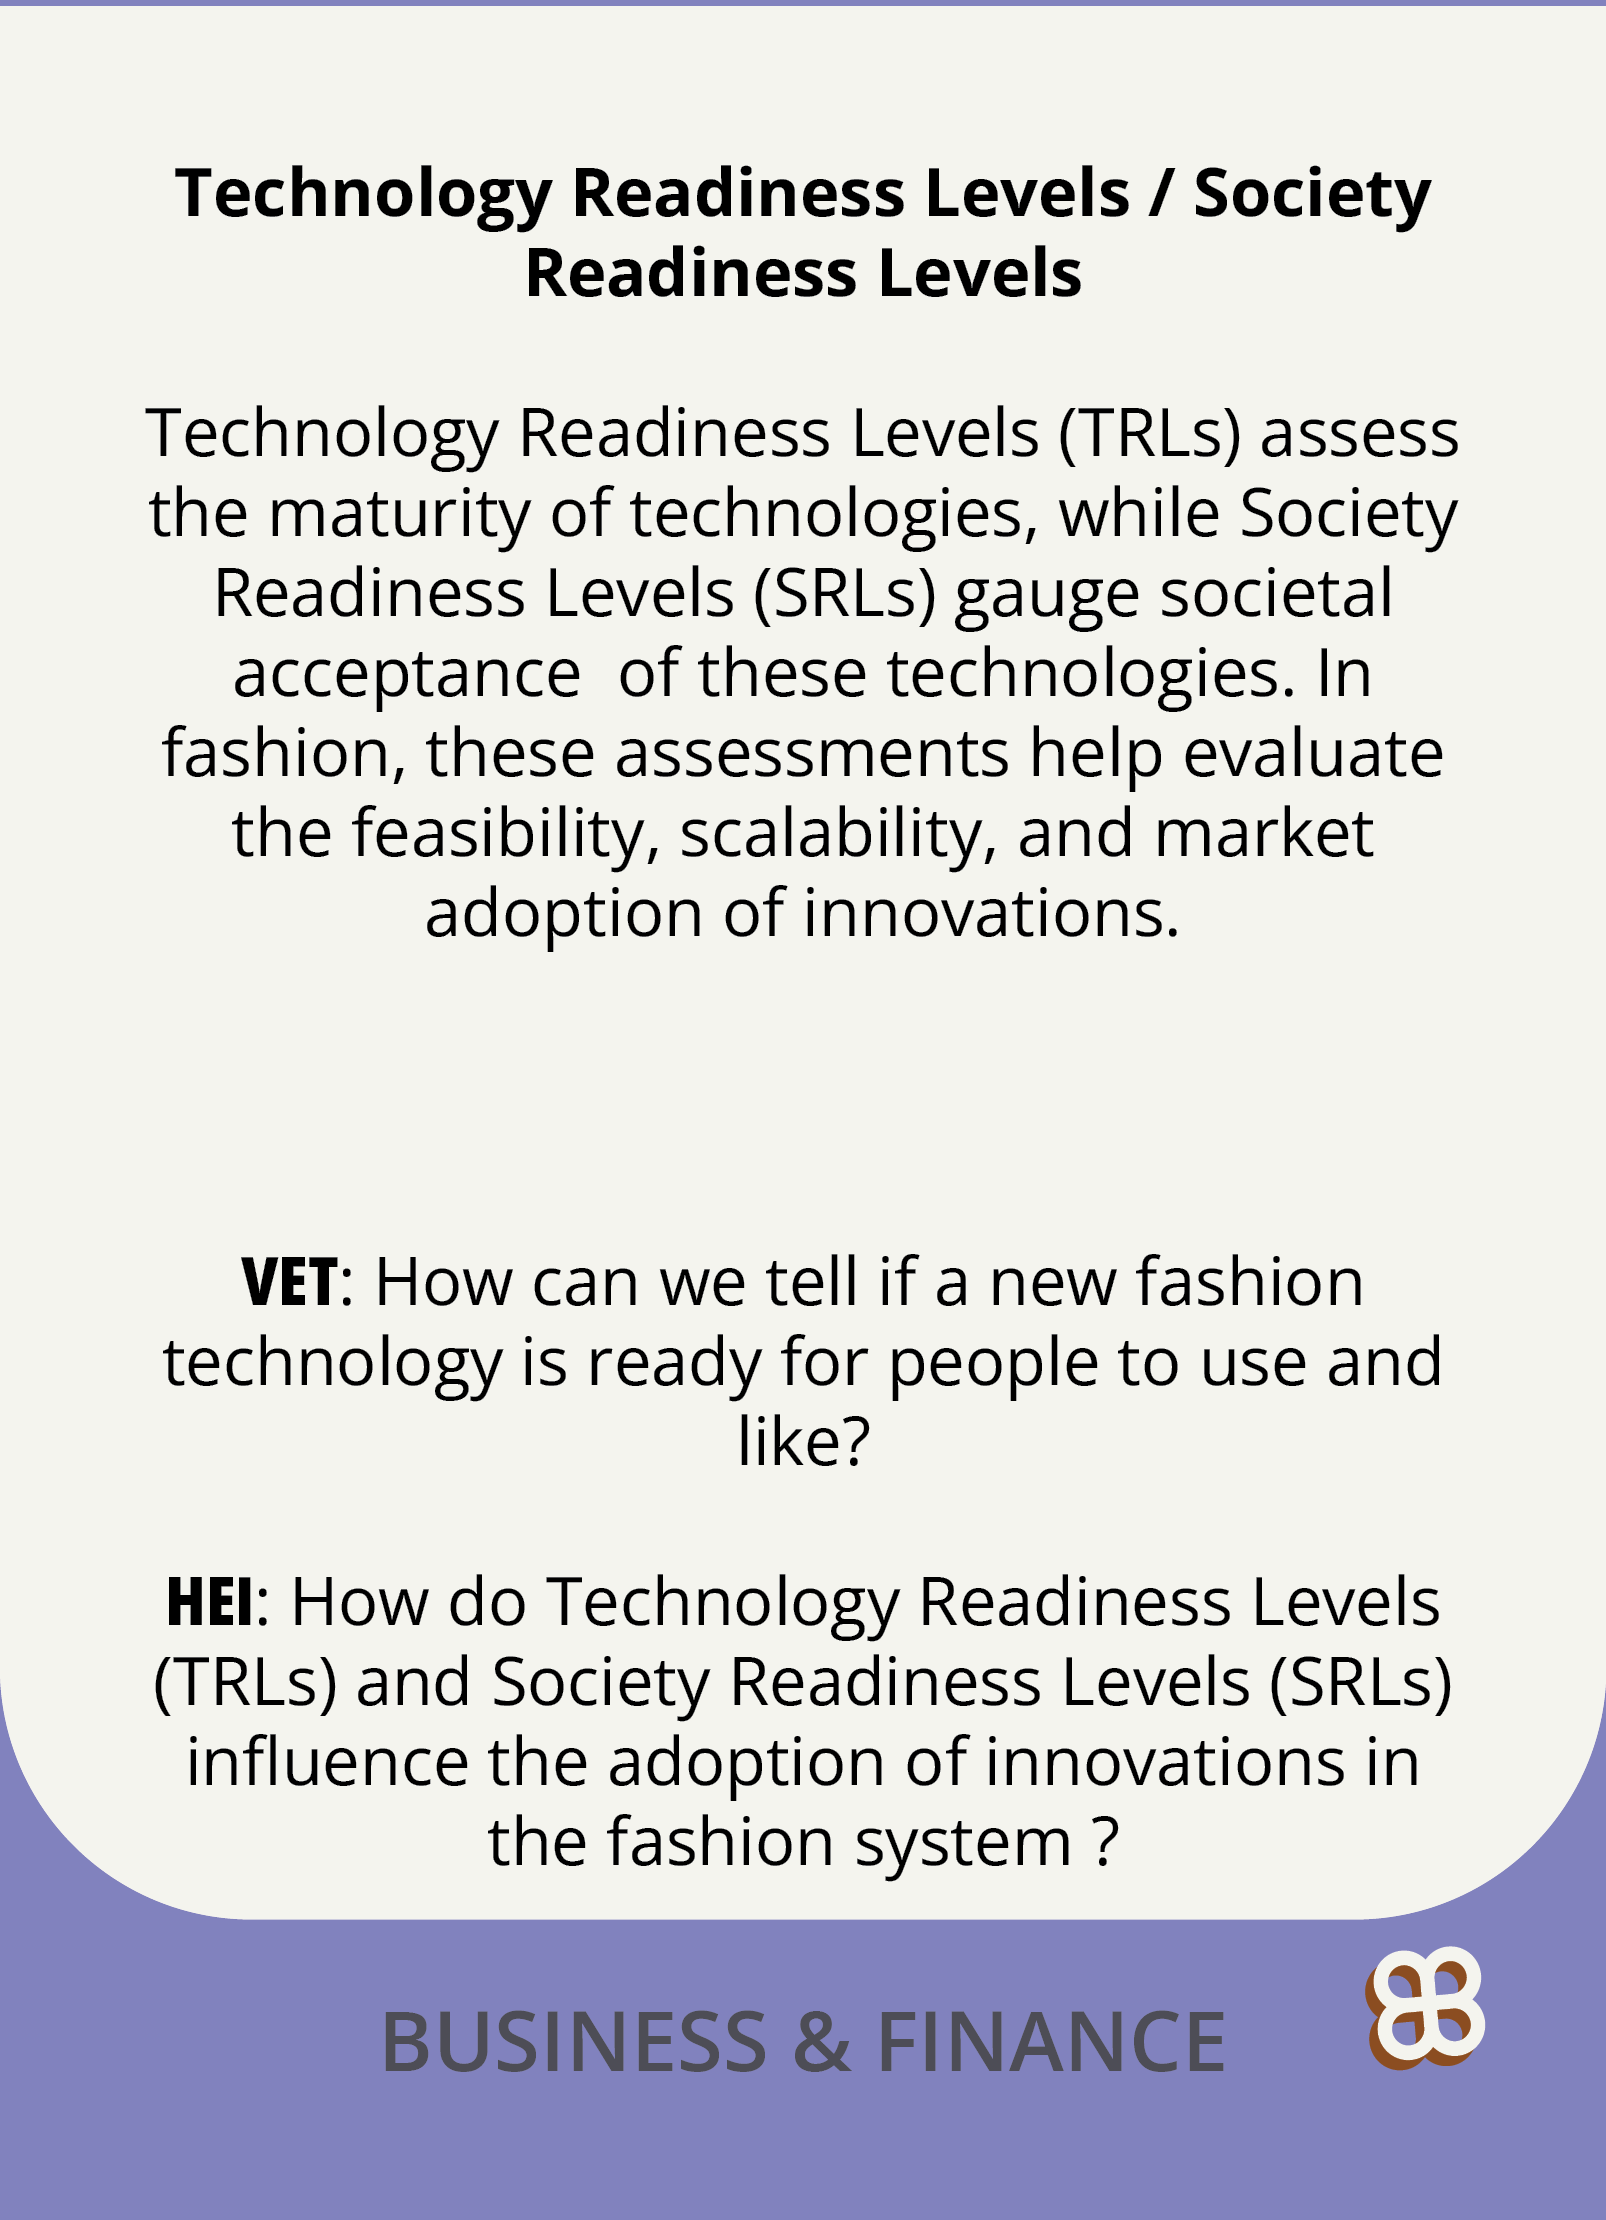 Technology Readiness Levels / Society
Readiness Levels
Technology Readiness Levels (TRLs) assess
the maturity of technologies, while Society
Readiness Levels (SRLs) gauge societal
acceptance  of these technologies. In
fashion, these assessments help evaluate
the feasibility, scalability, and market
adoption of innovations.
VET: How can we tell if a new fashion
technology is ready for people to use and
like?
HEI: How do Technology Readiness Levels
(TRLs) and Society Readiness Levels (SRLs)
influence the adoption of innovations in
the fashion system ?
BUSINESS & FINANCE